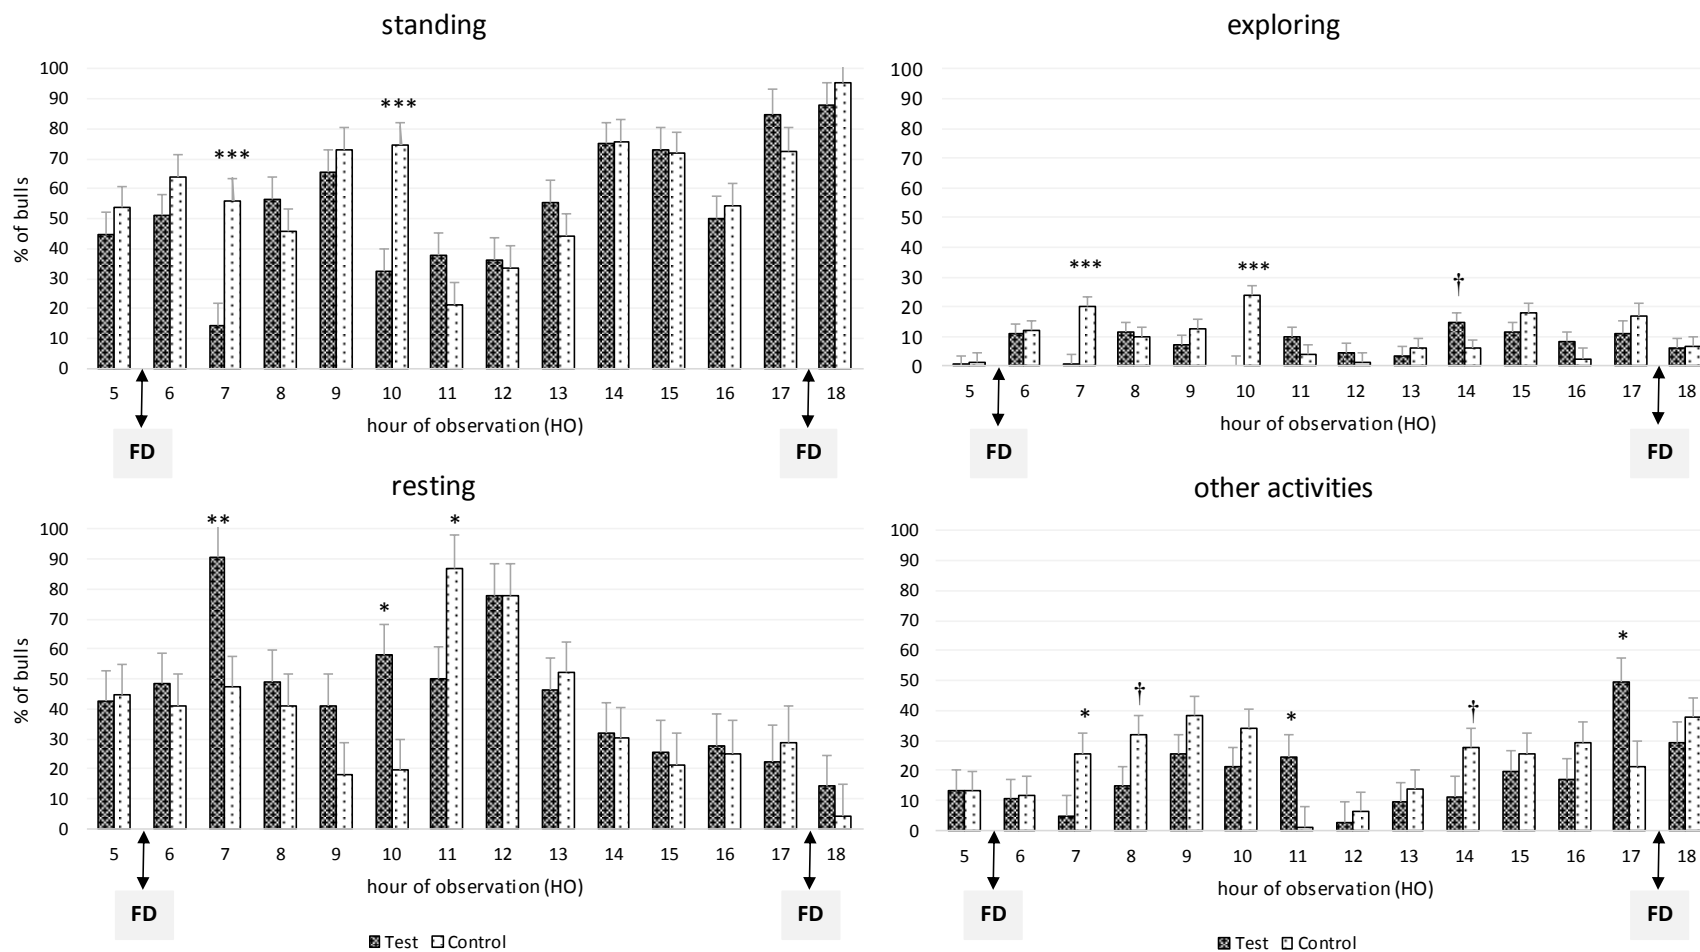 standing
100
90
80
70
60
50
40
30
20
10
0
% of bulls
*** ***
5 6 7 8 9 10 11 12 13 14 15 16 17 18
hour of observation (HO)
FD FD
exploring
100
90
80
70
60
50
40
30
20
10
0
*** *** †
5 6 7 8 9 10 11 12 13 14 15 16 17 18
hour of observation (HO)
FD FD
resting
100
90
80
70
60
50
40
30
20
10
0
% of bulls
** * *
5 6 7 8 9 10 11 12 13 14 15 16 17 18
hour of observation (HO)
FD FD
Test Control
other activities
100
90
80
70
60
50
40
30
20
10
0
* † * † *
5 6 7 8 9 10 11 12 13 14 15 16 17 18
hour of observation (HO)
FD FD
Test Control